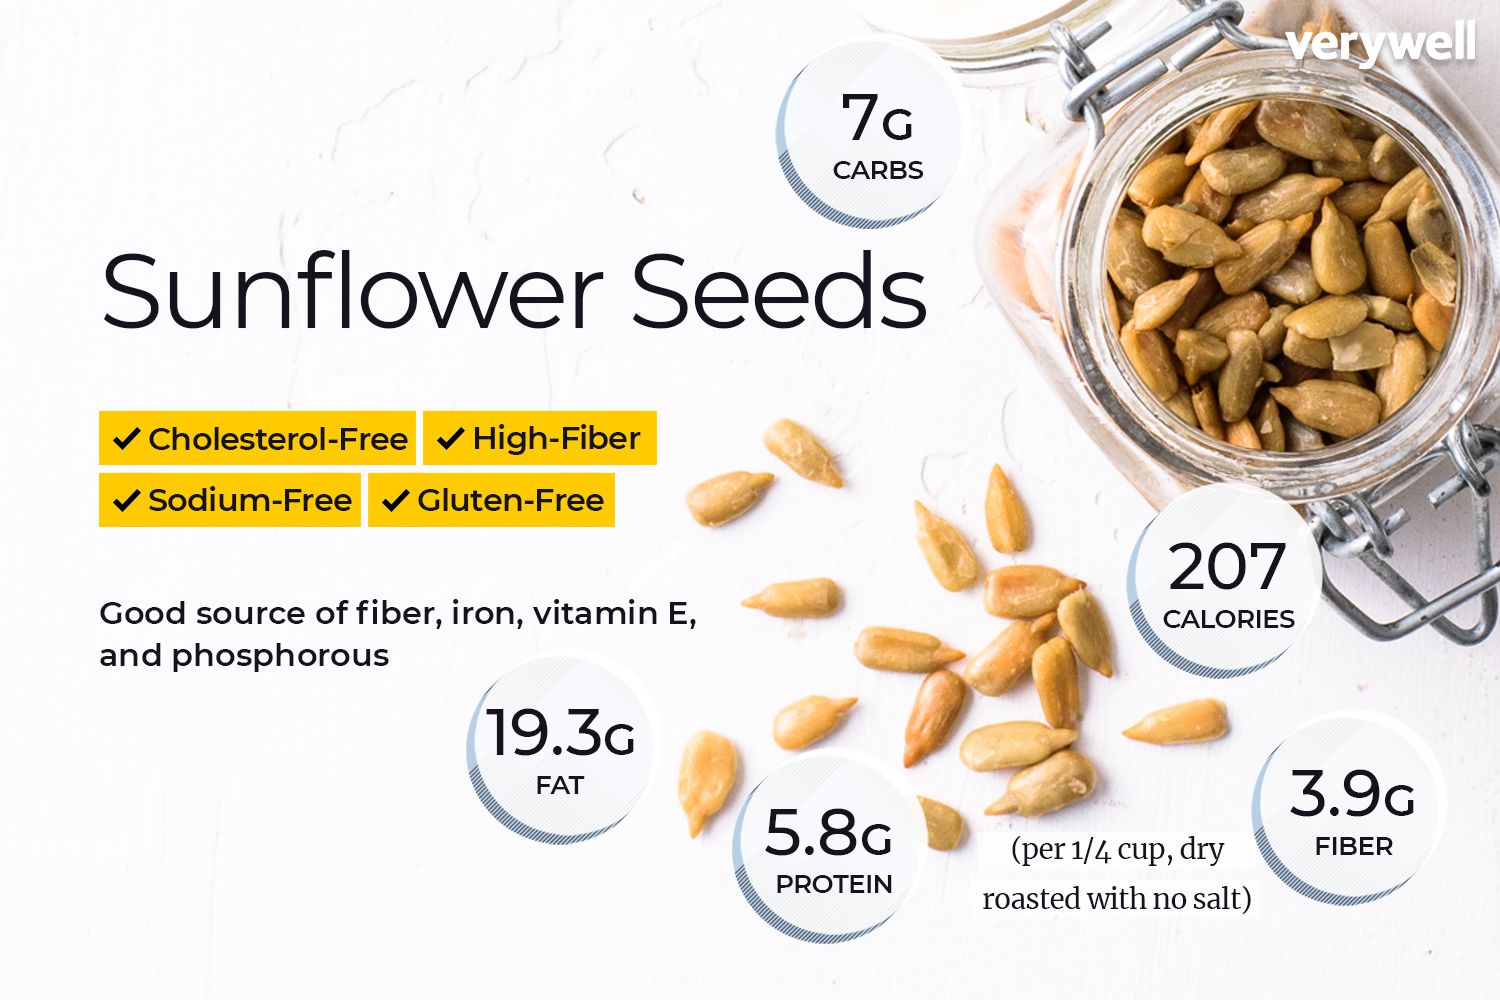 verywell
7G
CARBS
Sunflower Seeds
✓ Cholesterol-Free ✓ High-Fiber
✓ Sodium-Free ✓ Gluten-Free
Good source of fiber, iron, vitamin E,
and phosphorous
207
CALORIES
19.3G
FAT
5.8G
PROTEIN
3.9G
FIBER
(per 1/4 cup, dry
roasted with no salt)